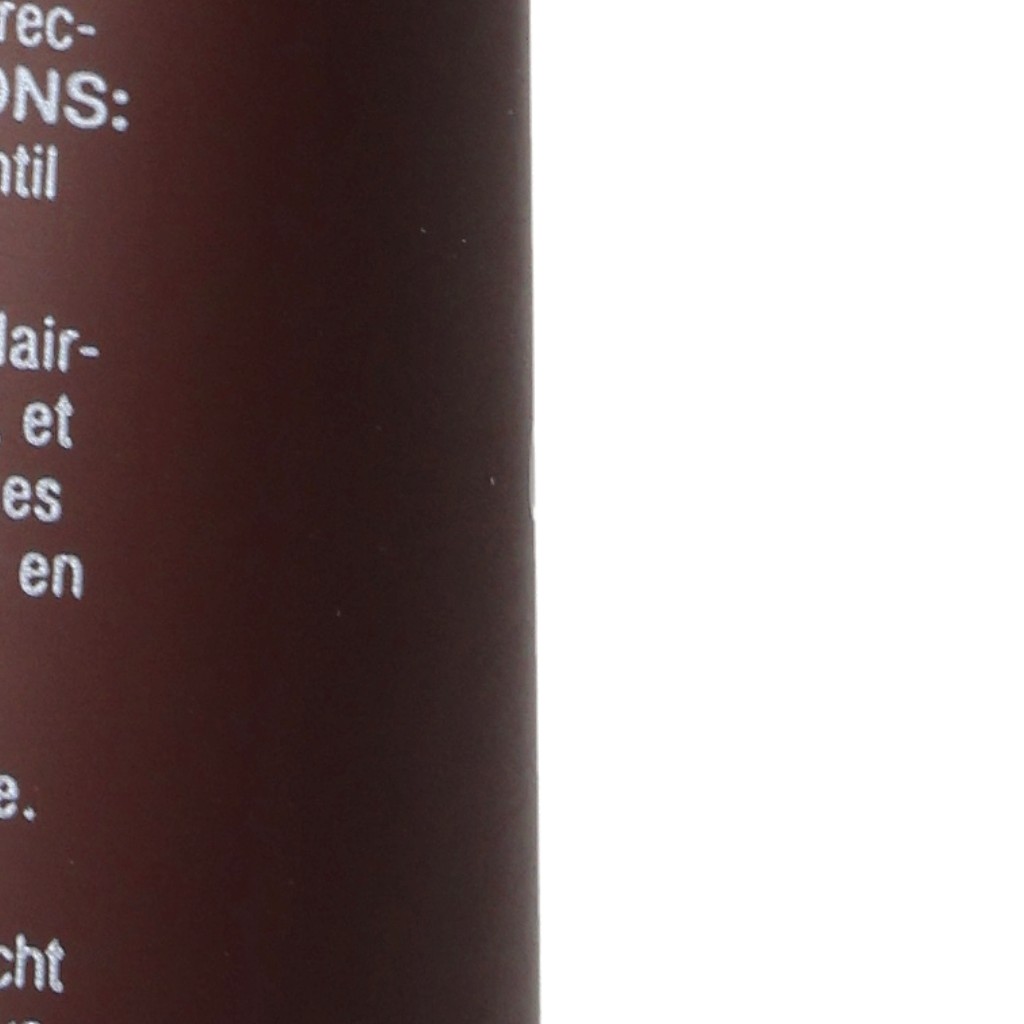 rec-
ONS:
ntil
lair-
et
es
en
e.
cht